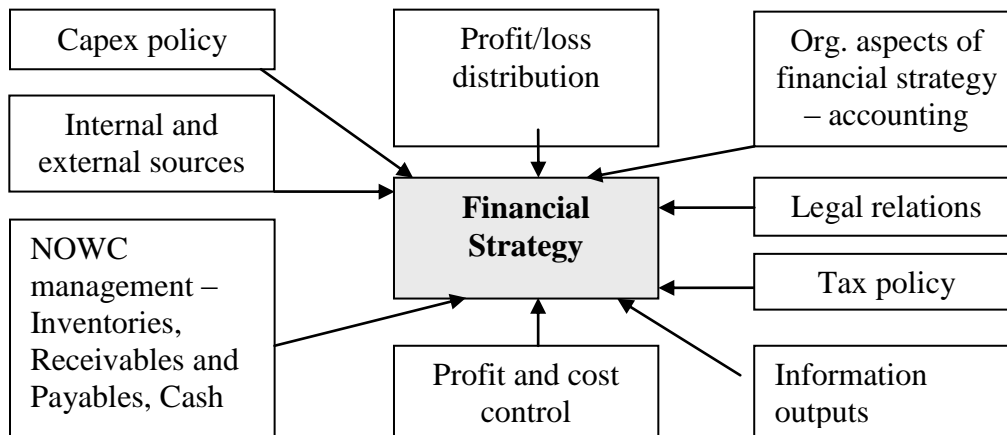 Capex policy
Profit/loss
distribution
Org. aspects of
financial strategy
– accounting
Internal and
external sources
Financial
Strategy
Legal relations
NOWC
management –
Inventories,
Receivables and
Payables, Cash
Tax policy
Profit and cost
control
Information
outputs